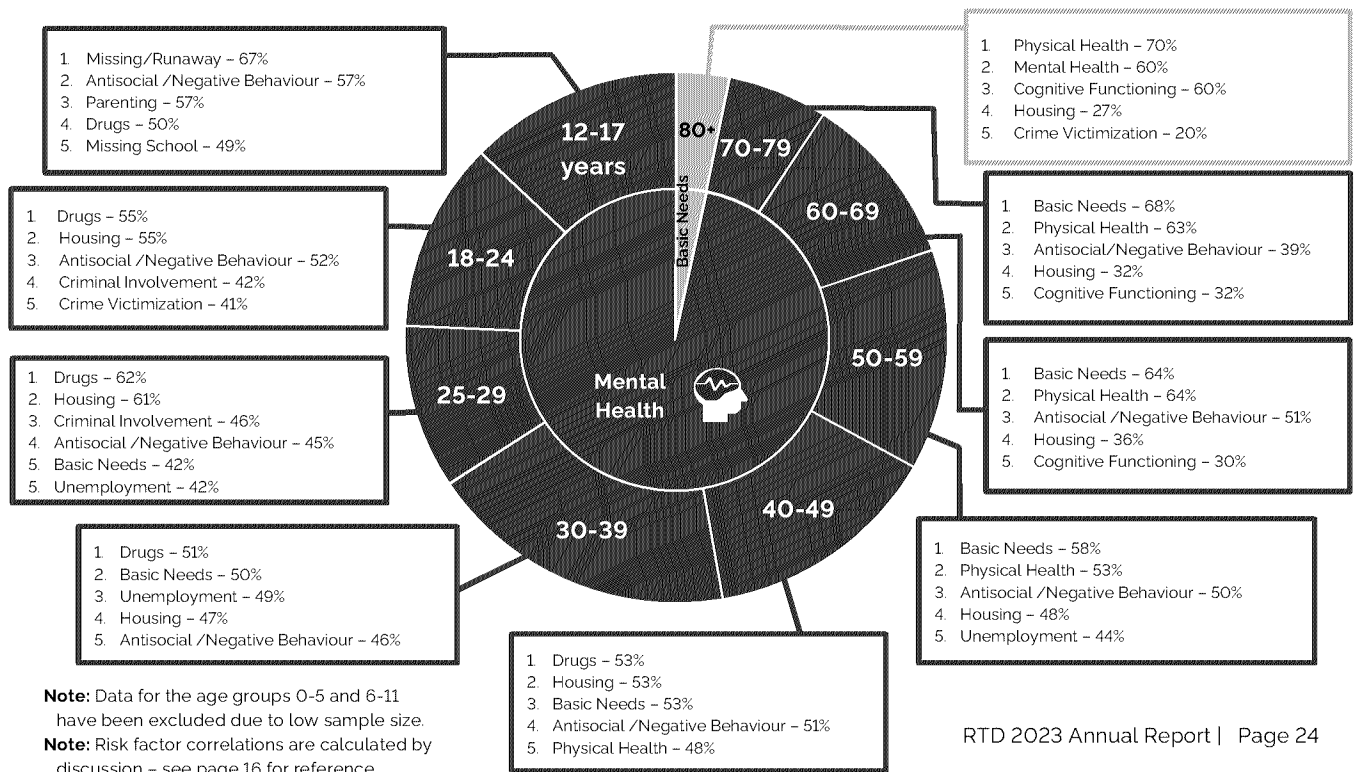 1. Missing/Runaway – 67%
2. Antisocial /Negative Behaviour – 57%
3. Parenting – 57%
4. Drugs – 50%
5. Missing School – 49%
1. Drugs – 55%
2. Housing – 55%
3. Antisocial /Negative Behaviour – 52%
4. Criminal Involvement – 42%
5. Crime Victimization – 41%
1. Drugs – 62%
2. Housing – 61%
3. Criminal Involvement – 46%
4. Antisocial /Negative Behaviour – 45%
5. Basic Needs – 42%
5. Unemployment – 42%
1. Drugs – 51%
2. Basic Needs – 50%
3. Unemployment – 49%
4. Housing – 47%
5. Antisocial /Negative Behaviour – 46%
12-17
years
80+
70-79
60-69
18-24
50-59
25-29
40-49
30-39
Basic Needs
Mental
Health
1. Physical Health – 70%
2. Mental Health – 60%
3. Cognitive Functioning – 60%
4. Housing – 27%
5. Crime Victimization – 20%
1. Basic Needs – 68%
2. Physical Health – 63%
3. Antisocial/Negative Behaviour – 39%
4. Housing – 32%
5. Cognitive Functioning – 32%
1. Basic Needs – 64%
2. Physical Health – 64%
3. Antisocial /Negative Behaviour – 51%
4. Housing – 36%
5. Cognitive Functioning – 30%
1. Basic Needs – 58%
2. Physical Health – 53%
3. Antisocial /Negative Behaviour – 50%
4. Housing – 48%
5. Unemployment – 44%
1. Drugs – 53%
2. Housing – 53%
3. Basic Needs – 53%
4. Antisocial /Negative Behaviour – 51%
5. Physical Health – 48%
Note: Data for the age groups 0-5 and 6-11
have been excluded due to low sample size.
Note: Risk factor correlations are calculated by
discussion – see page 16 for reference
RTD 2023 Annual Report | Page 24